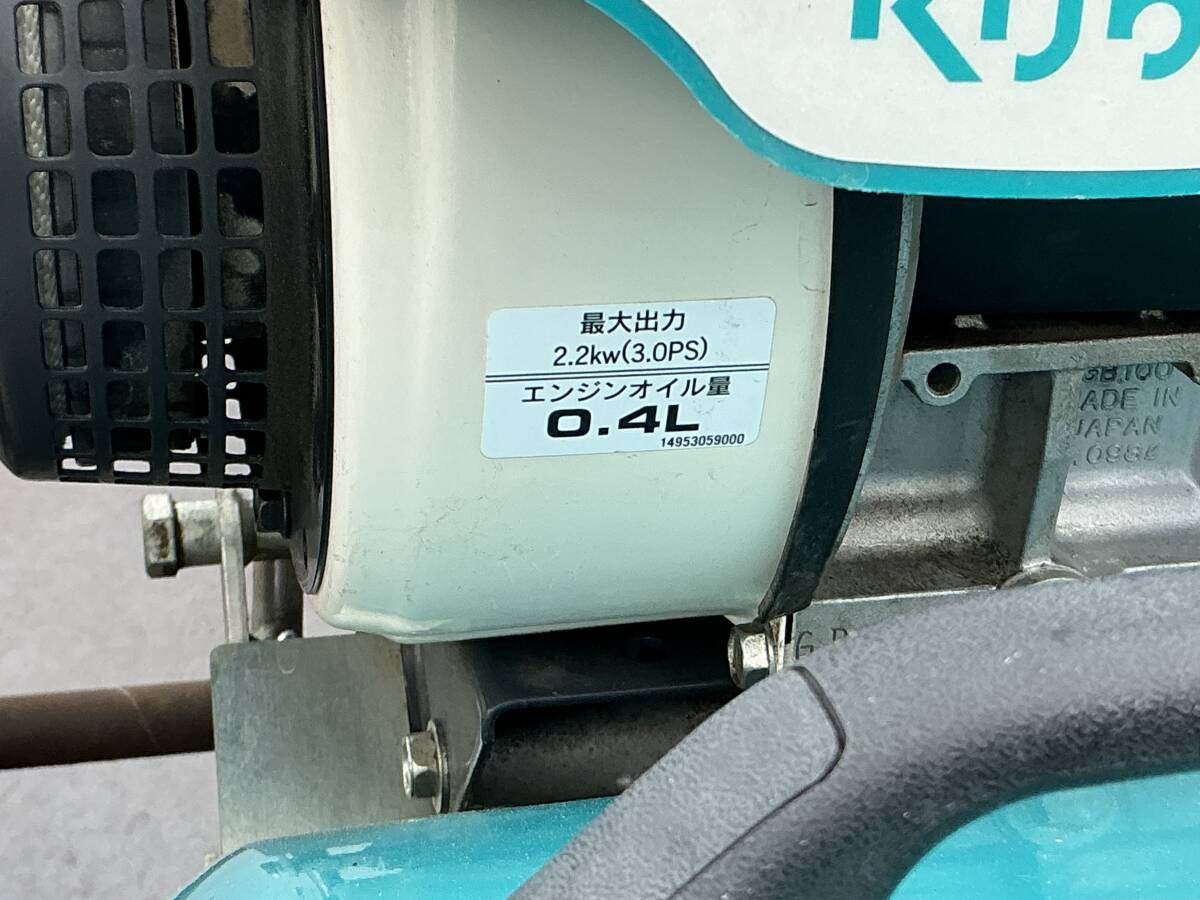 最大出力
2.2kw(3.0PS)
エンジンオイル量
0.4L
14953059000
GB100
ADE IN
JAPAN